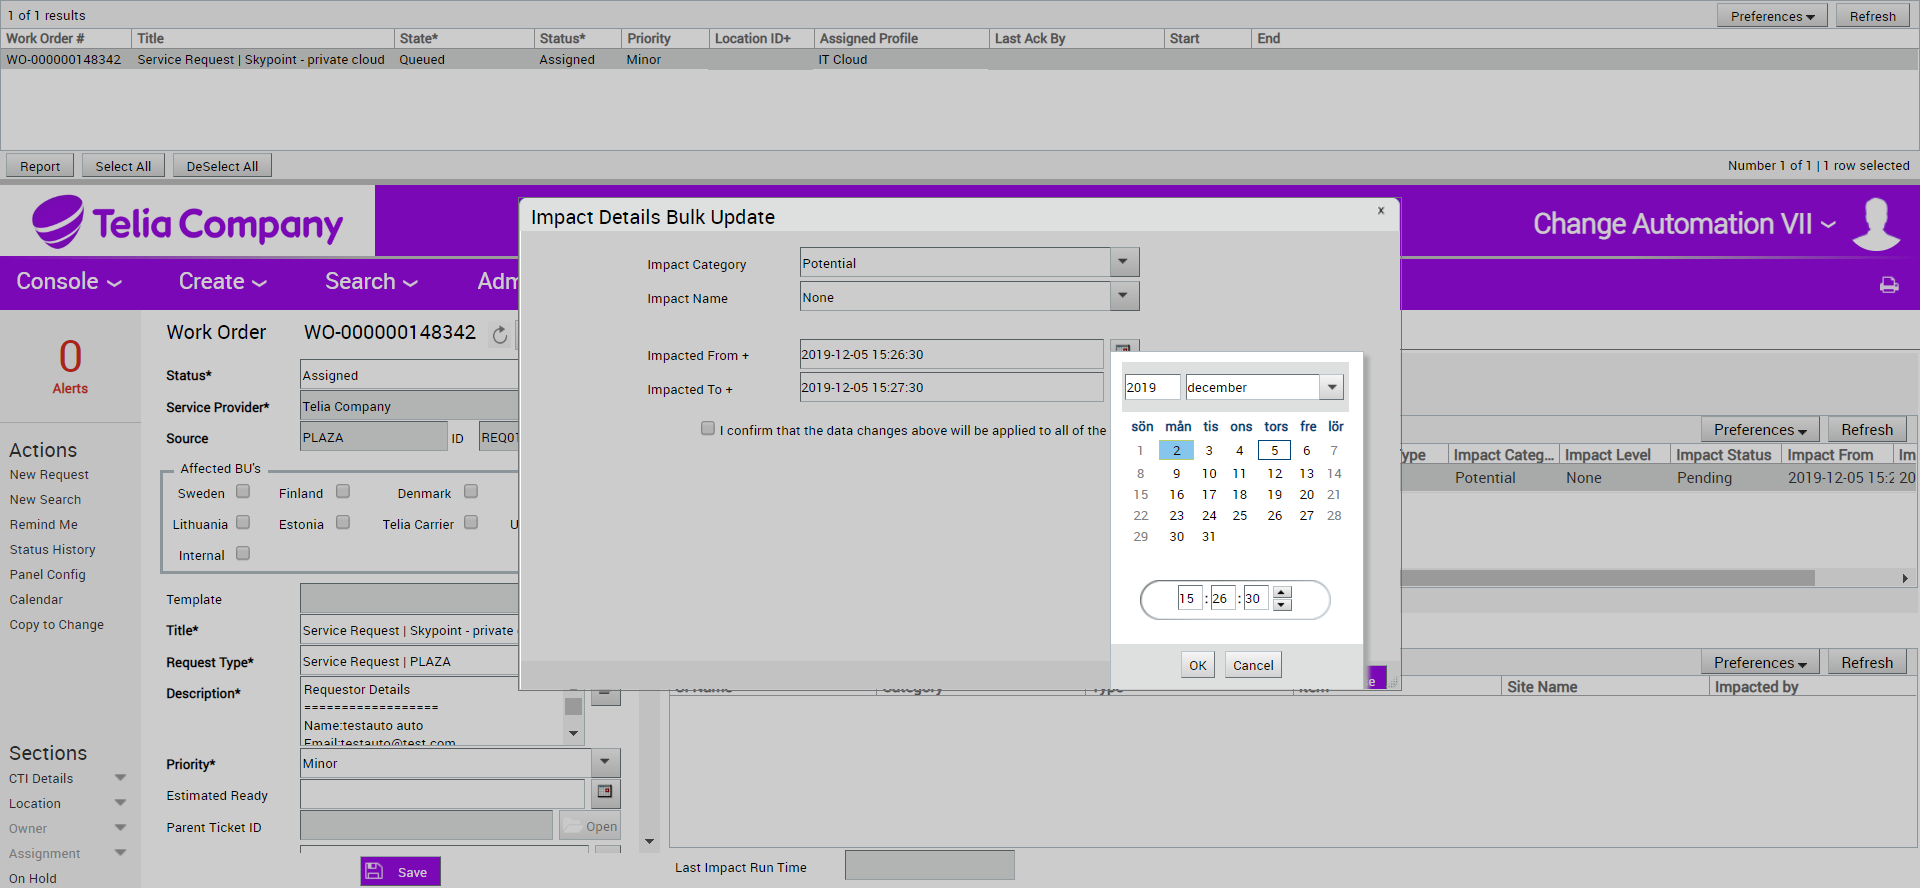 1 of 1 results
Preferences
Refresh
Work Order #
Title
State*
Status*
Priority
Location ID+
Assigned Profile
Last Ack By
Start
End
WO-000000148342
Service Request | Skypoint - private cloud
Queued
Assigned
Minor
IT Cloud
Report
Select All
DeSelect All
Number 1 of 1 | 1 row selected
Telia Company
Change Automation VII
Console
Create
Search
Adm
Impact Details Bulk Update
x
Impact Category
Potential
Impact Name
None
Impacted From +
2019-12-05 15:26:30
Impacted To +
2019-12-05 15:27:30
I confirm that the data changes above will be applied to all of the
2019
december
sön mån tis ons tors fre lör
1 2 3 4 5 6 7
8 9 10 11 12 13 14
15 16 17 18 19 20 21
22 23 24 25 26 27 28
29 30 31
15 : 26 : 30
OK
Cancel
0
Alerts
Actions
New Request
New Search
Remind Me
Status History
Panel Config
Calendar
Copy to Change
Sections
CTI Details
Location
Owner
Assignment
On Hold
Work Order
WO-000000148342
Status*
Assigned
Service Provider*
Telia Company
Source
PLAZA
ID
REQ01
Affected BU's
Sweden
Finland
Denmark
Lithuania
Estonia
Telia Carrier
U
Internal
Template
Title*
Service Request | Skypoint - private
Request Type*
Service Request | PLAZA
Description*
Requestor Details
==================
Name:testauto auto
Email:testauto@test.com
Priority*
Minor
Estimated Ready
Parent Ticket ID
Open
Save
Preferences
Refresh
ype
Impact Categ...
Impact Level
Impact Status
Impact From
Im
Potential
None
Pending
2019-12-05 15:2
20
Preferences
Refresh
e
CI Name
Category
Type
Item
Site Name
Impacted by
Last Impact Run Time